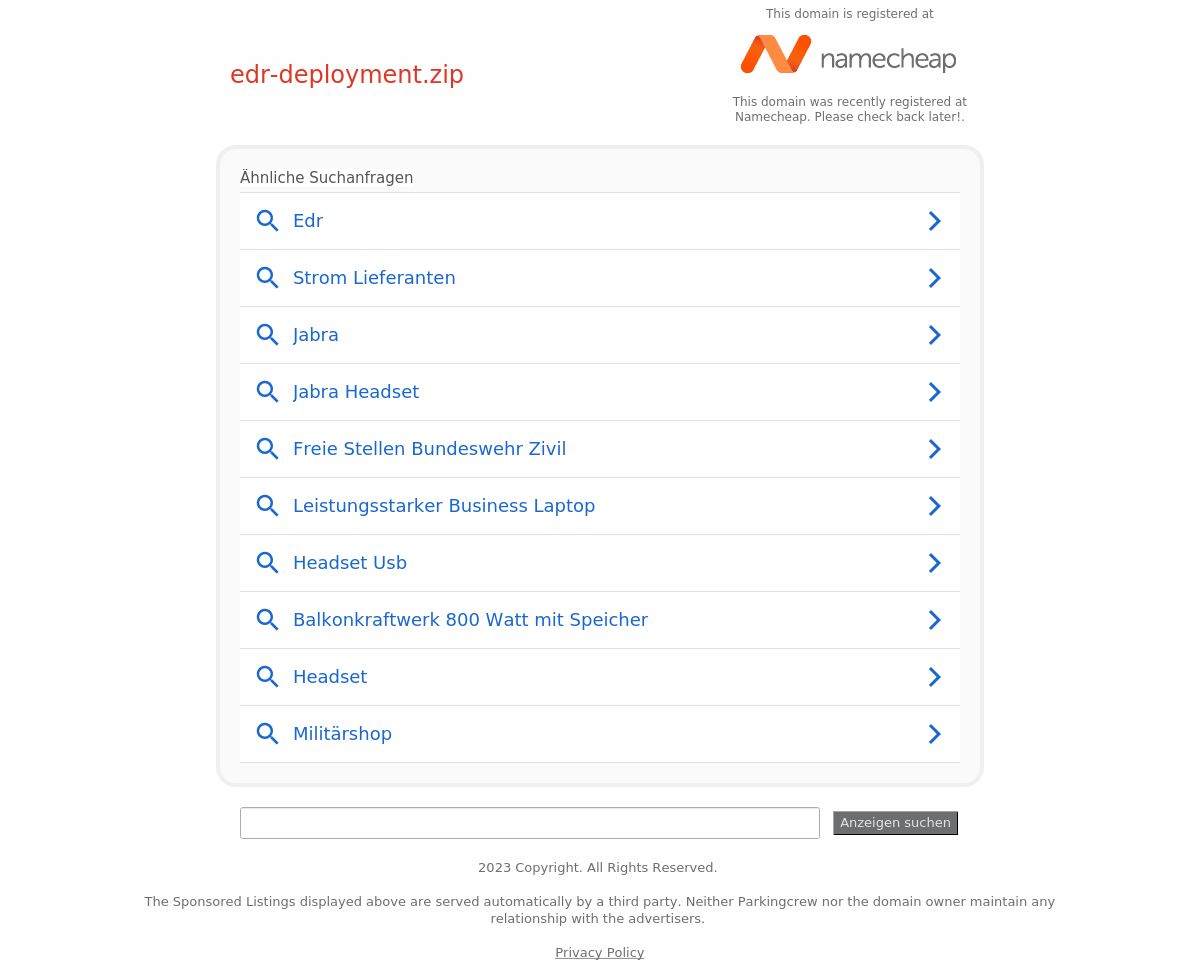 This domain is registered at
namecheap
edr-deployment.zip
This domain was recently registered at
Namecheap. Please check back later!.
Ähnliche Suchanfragen
Edr
Strom Lieferanten
Jabra
Jabra Headset
Freie Stellen Bundeswehr Zivil
Leistungsstarker Business Laptop
Headset Usb
Balkonkraftwerk 800 Watt mit Speicher
Headset
Militärshop
Anzeigen suchen
2023 Copyright. All Rights Reserved.
The Sponsored Listings displayed above are served automatically by a third party. Neither Parkingcrew nor the domain owner maintain any
relationship with the advertisers.
Privacy Policy